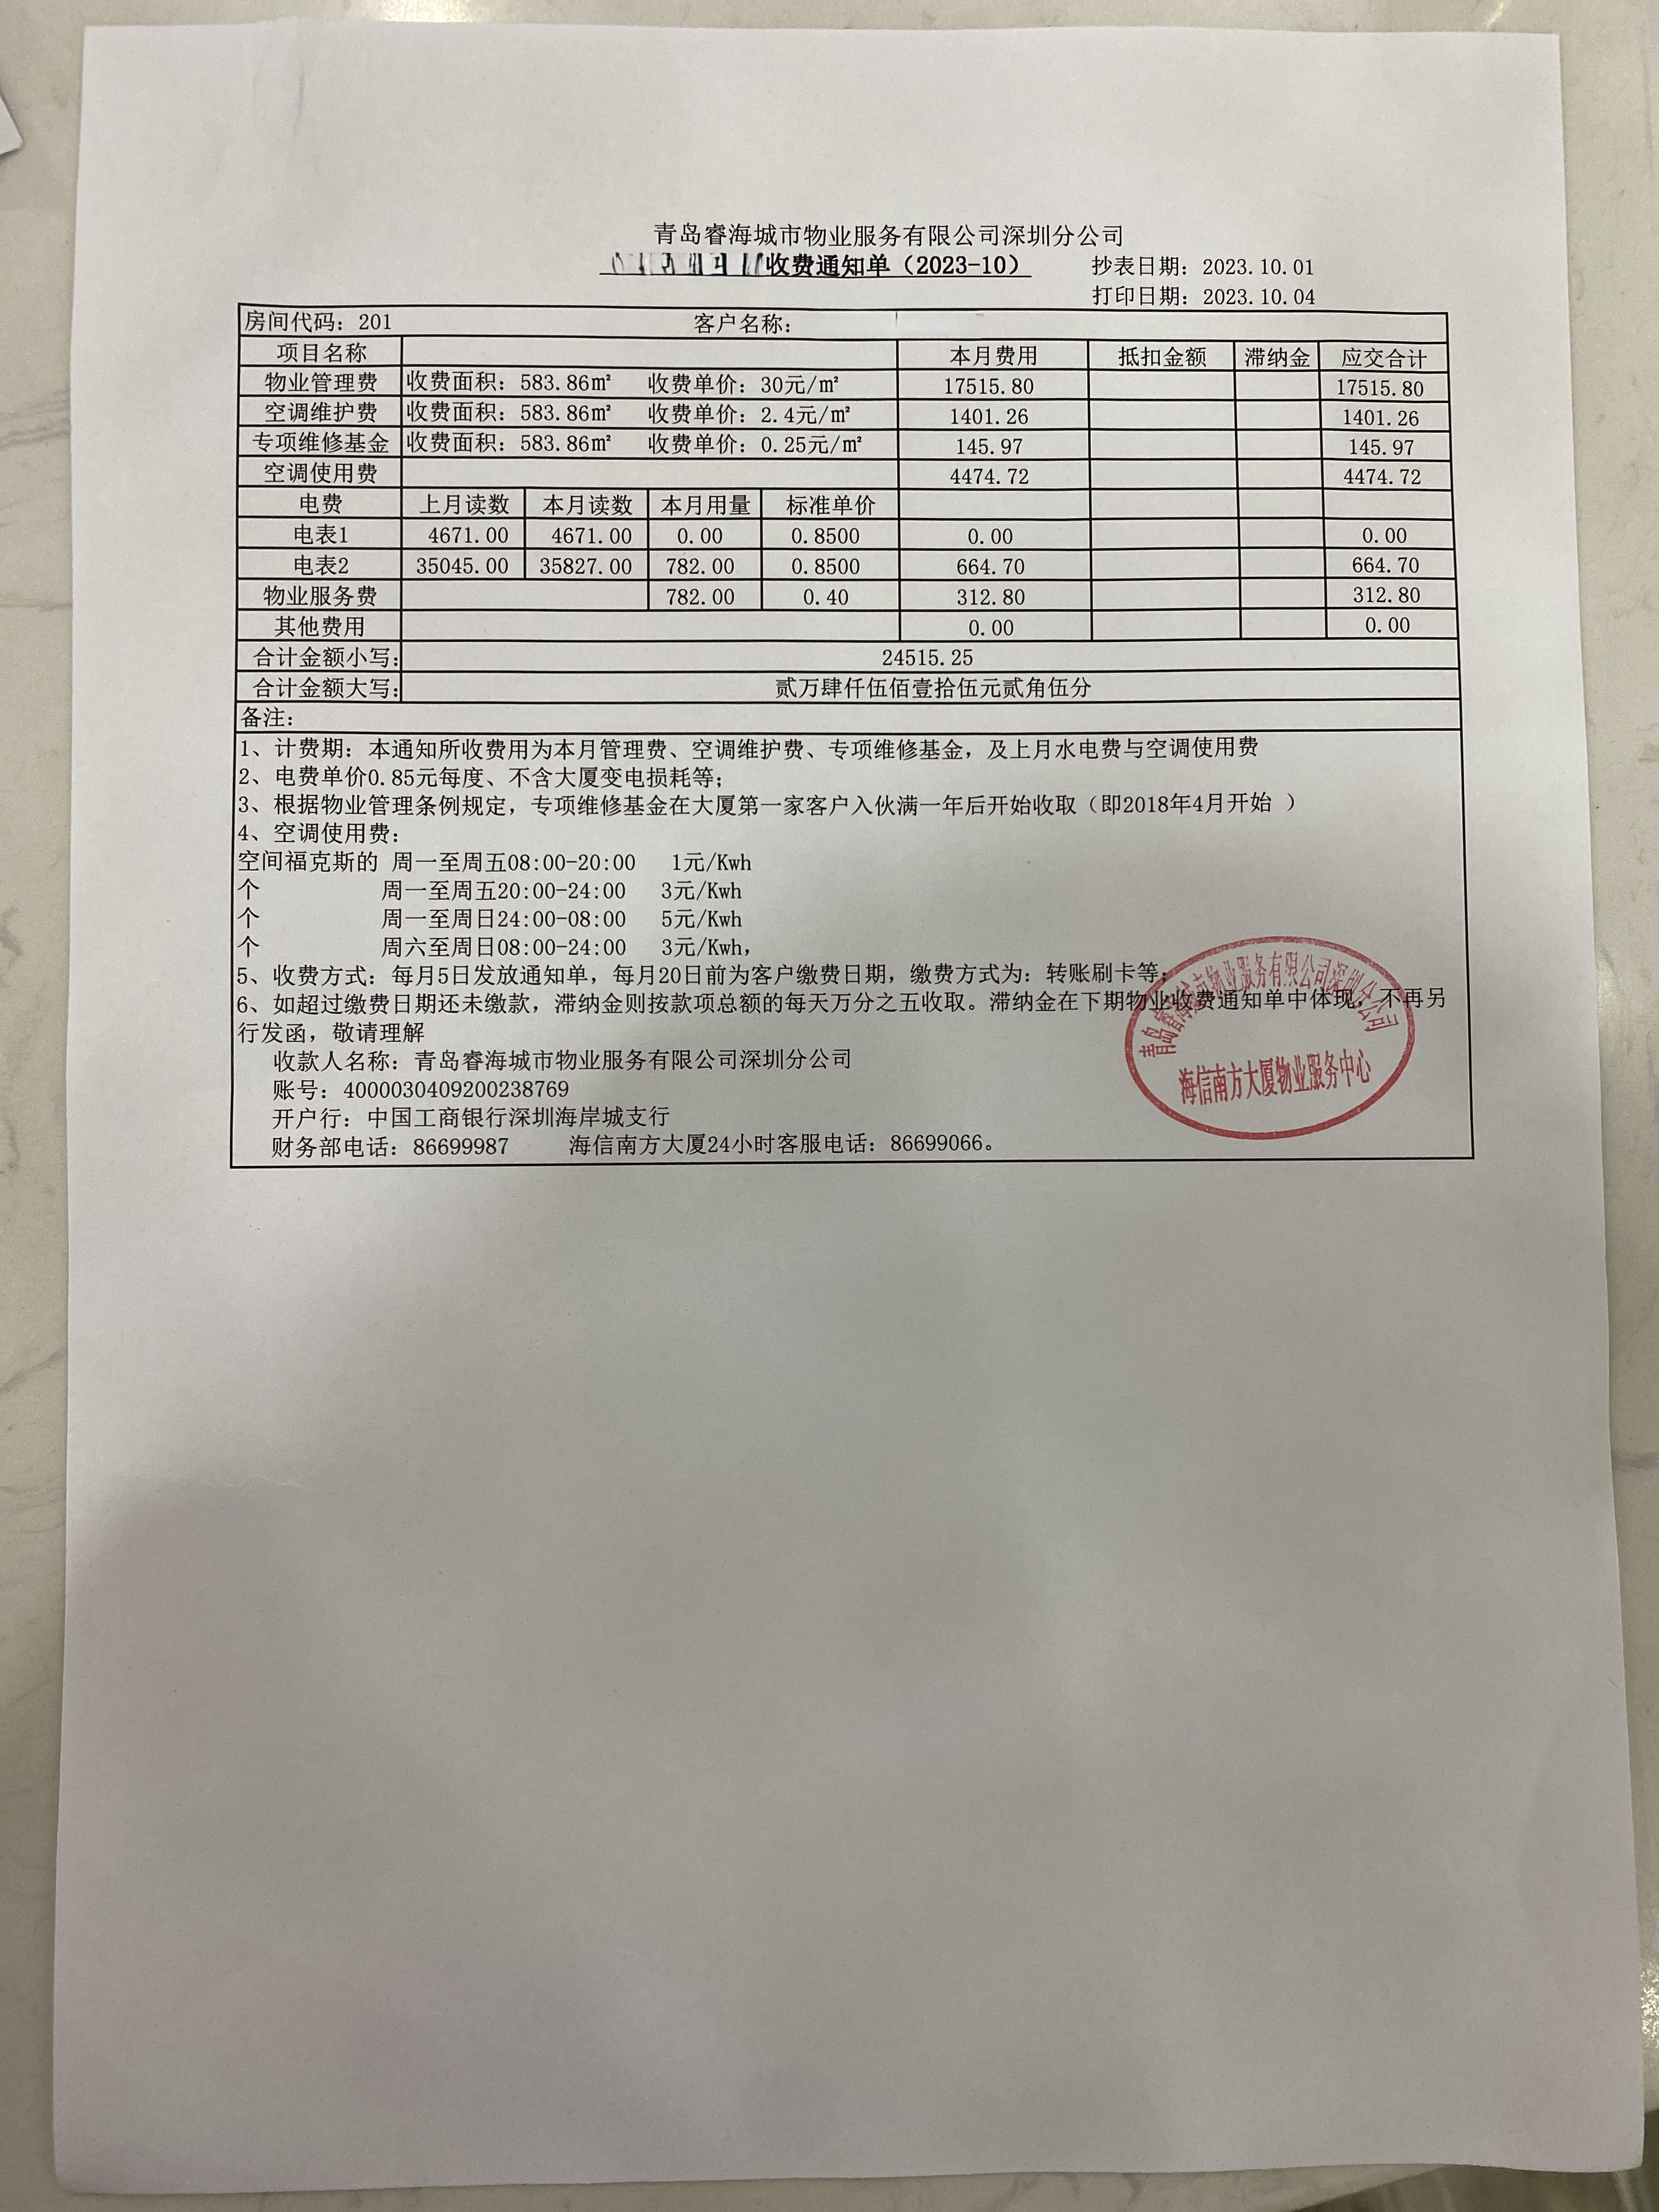 青岛睿海城市物业服务有限公司深圳分公司
收费通知单（2023-10）
抄表日期：2023.10.01
打印日期：2023.10.04
房间代码：201 客户名称：
项目名称 本月费用 抵扣金额 滞纳金 应交合计
物业管理费 收费面积：583.86㎡ 收费单价：30元/㎡ 17515.80 17515.80
空调维护费 收费面积：583.86㎡ 收费单价：2.4元/㎡ 1401.26 1401.26
专项维修基金 收费面积：583.86㎡ 收费单价：0.25元/㎡ 145.97 145.97
空调使用费 4474.72 4474.72
电费 上月读数 本月读数 本月用量 标准单价
电表1 4671.00 4671.00 0.00 0.8500 0.00 0.00
电表2 35045.00 35827.00 782.00 0.8500 664.70 664.70
物业服务费 782.00 0.40 312.80 312.80
其他费用 0.00 0.00
合计金额小写： 24515.25
合计金额大写： 贰万肆仟伍佰壹拾伍元贰角伍分
备注：
1、计费期：本通知所收费用为本月管理费、空调维护费、专项维修基金，及上月水电费与空调使用费
2、电费单价0.85元每度、不含大厦变电损耗等；
3、根据物业管理条例规定，专项维修基金在大厦第一家客户入伙满一年后开始收取（即2018年4月开始 ）
4、空调使用费：
空间福克斯的 周一至周五08:00-20:00 1元/Kwh
个 周一至周五20:00-24:00 3元/Kwh
个 周一至周日24:00-08:00 5元/Kwh
个 周六至周日08:00-24:00 3元/Kwh，
5、收费方式：每月5日发放通知单，每月20日前为客户缴费日期，缴费方式为：转账刷卡等；
6、如超过缴费日期还未缴款，滞纳金则按款项总额的每天万分之五收取。滞纳金在下期物业收费通知单中体现，不再另
行发函，敬请理解
收款人名称：青岛睿海城市物业服务有限公司深圳分公司
账号：4000030409200238769
开户行：中国工商银行深圳海岸城支行
财务部电话：86699987 海信南方大厦24小时客服电话：86699066。
青岛睿海城市物业服务有限公司深圳分公司
海信南方大厦物业服务中心